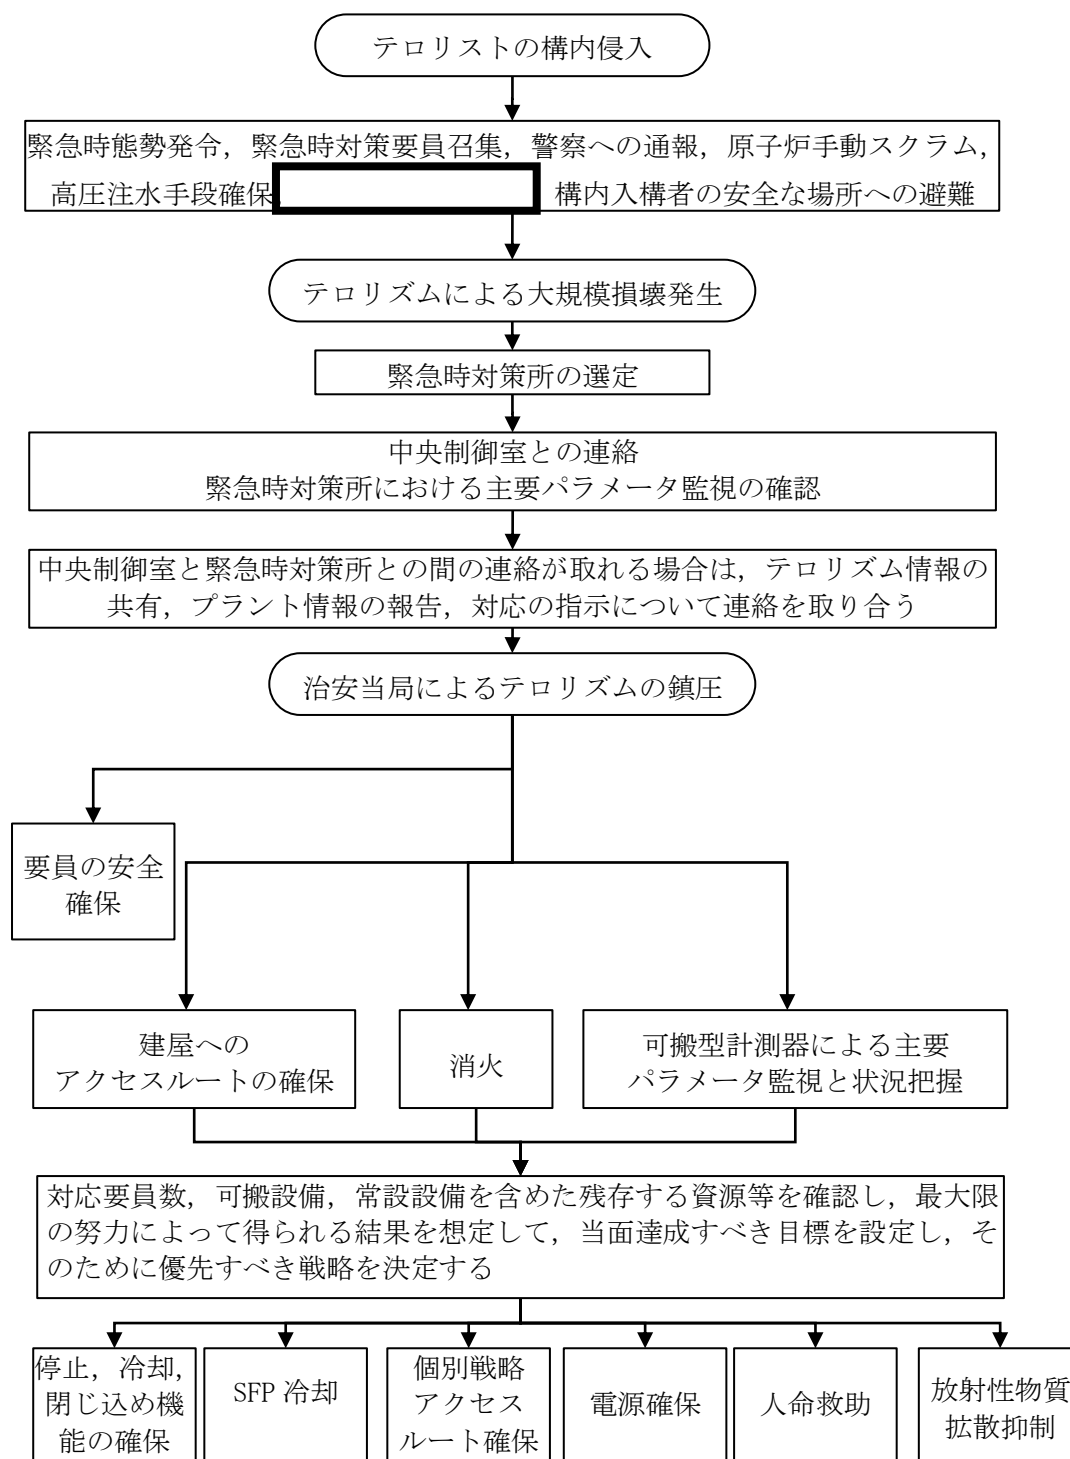 テロリストの構内侵入
緊急時態勢発令，緊急時対策要員召集，警察への通報，原子炉手動スクラム，
高圧注水手段確保
構内入構者の安全な場所への避難
テロリズムによる大規模損壊発生
緊急時対策所の選定
中央制御室との連絡
緊急時対策所における主要パラメータ監視の確認
中央制御室と緊急時対策所との間の連絡が取れる場合は，テロリズム情報の
共有，プラント情報の報告，対応の指示について連絡を取り合う
治安当局によるテロリズムの鎮圧
要員の安全
確保
建屋への
アクセスルートの確保
消火
可搬型計測器による主要
パラメータ監視と状況把握
対応要員数，可搬設備，常設設備を含めた残存する資源等を確認し，最大限
の努力によって得られる結果を想定して，当面達成すべき目標を設定し，そ
のために優先すべき戦略を決定する
停止，冷却，
閉じ込め機
能の確保
SFP 冷却
個別戦略
アクセス
ルート確保
電源確保
人命救助
放射性物質
拡散抑制